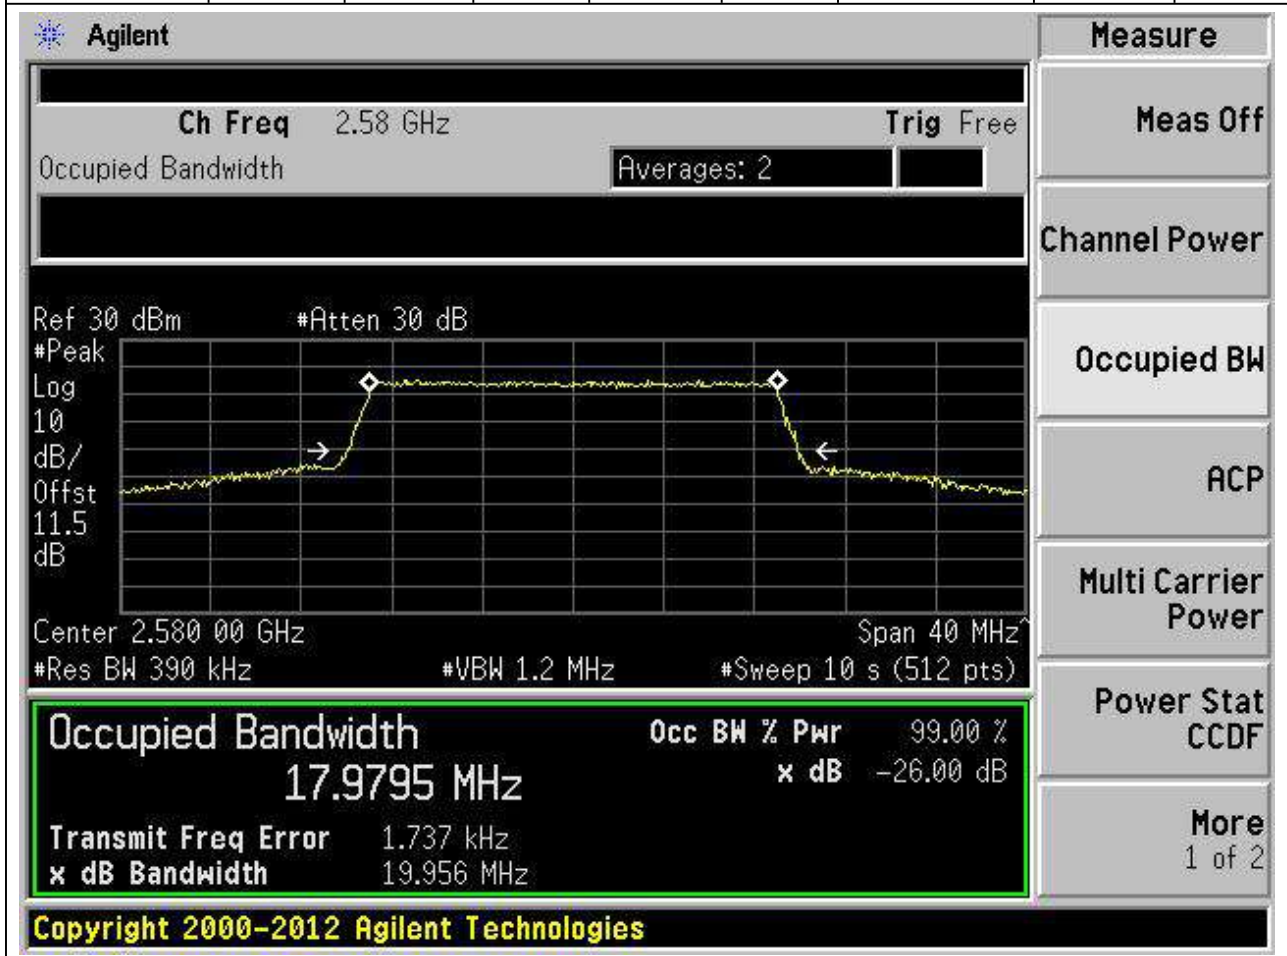 Agilent
Measure
Ch Freq 2.58 GHz Trig Free
Occupied Bandwidth Averages: 2
Meas Off
Channel Power
Occupied BW
ACP
Multi Carrier
Power
Power Stat
CCDF
More
1 of 2
Ref 30 dBm #Atten 30 dB
#Peak
Log
10
dB/
Offst
11.5
dB
Center 2.580 00 GHz Span 40 MHz^
#Res BW 390 kHz #VBW 1.2 MHz #Sweep 10 s (512 pts)
Occupied Bandwidth Occ BW % Pwr 99.00 %
17.9795 MHz x dB -26.00 dB
Transmit Freq Error 1.737 kHz
x dB Bandwidth 19.956 MHz
Copyright 2000-2012 Agilent Technologies